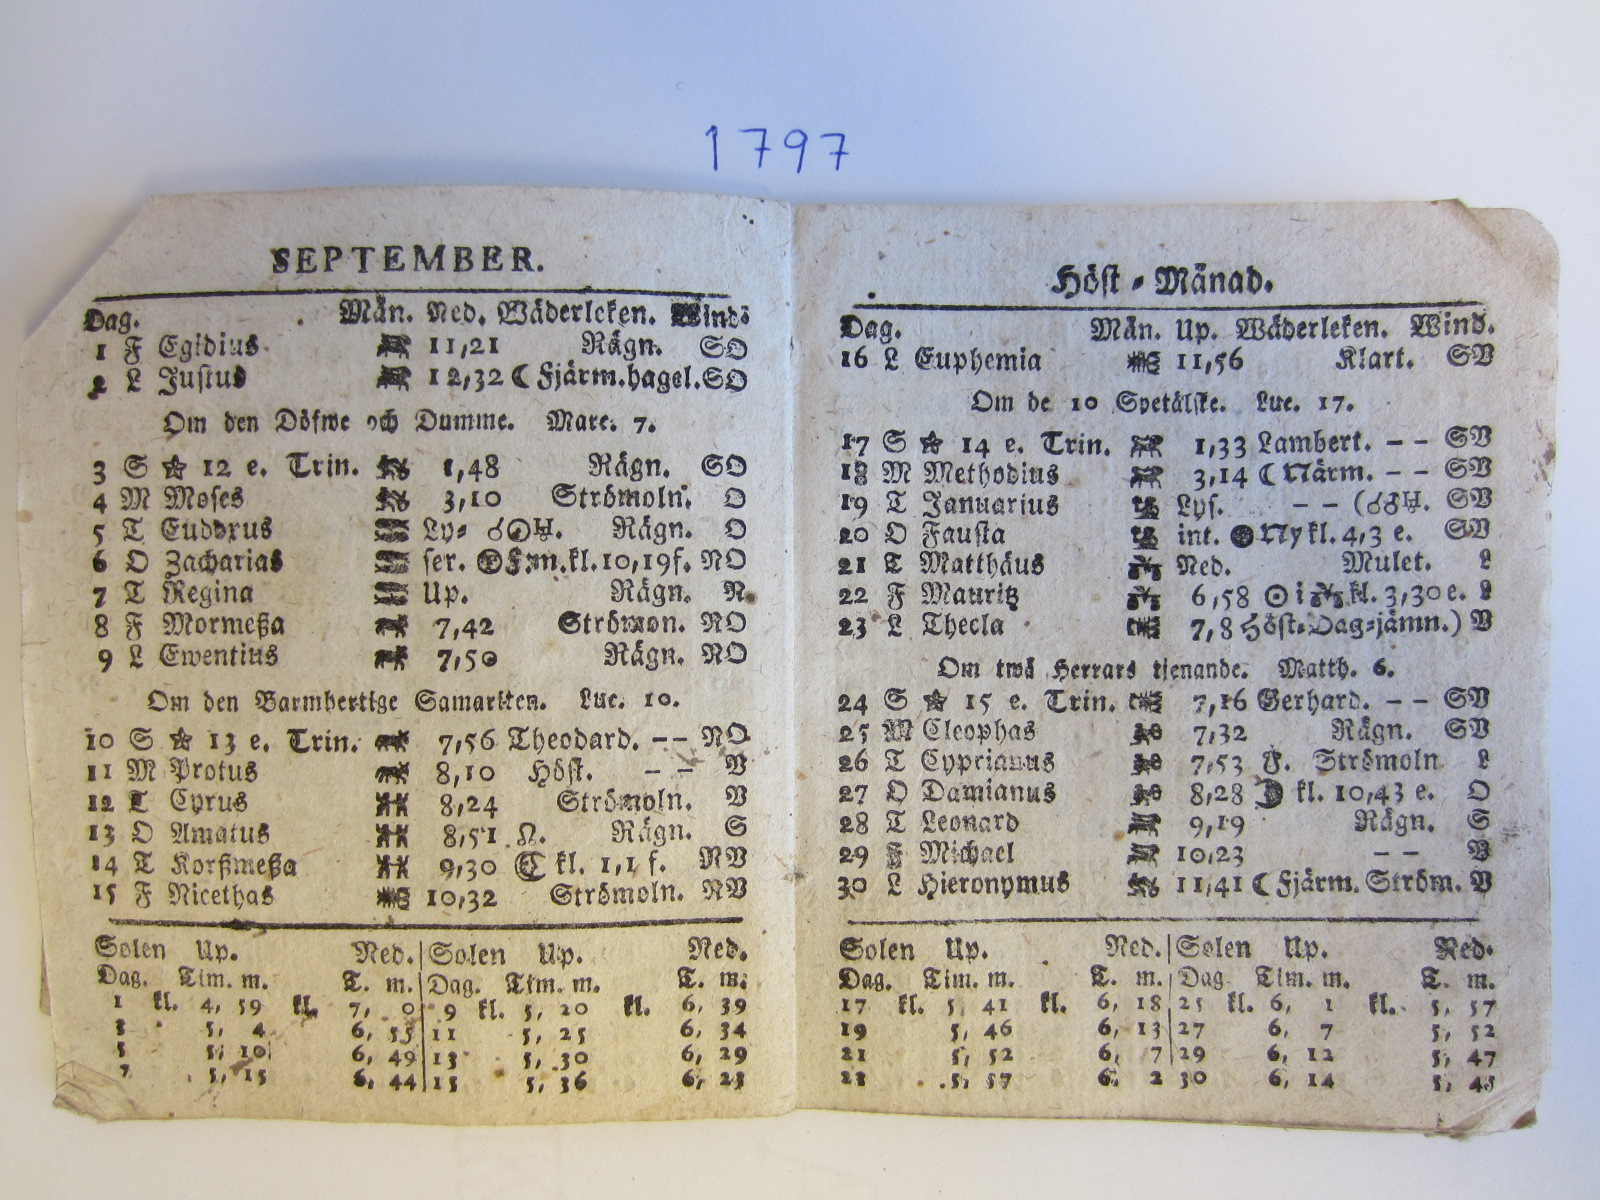 1797
SEPTEMBER.
Dag. Mån. Ned. Wäderleken. Wind:
1 F Egidius 11,21 Rägn. SO
2 L Justus 12,32 ☾ Fjärm. hagel. SO
Om den Döfwe och Dumme. Marc. 7.
3 S ☆ 12 e. Trin. 1,48 Rägn. SO
4 M Moses 3,10 Strömoln. O
5 T Eudoxus Ly⸗ ☌☉♅. Rägn. O
6 O Zacharias ser. F.m. kl. 10,19 f. NO
7 T Regina Up. Rägn. N.
8 F Mormeßa 7,42 Strömon. NO
9 L Ewentius 7,50 Rägn. NO
Om den Barmhertige Samariten. Luc. 10.
10 S ☆ 13 e. Trin. 7,56 Theodard. – – NO
11 M Protus 8,10 Höst. – – V
12 T Cyrus 8,24 Strömoln. V
13 O Amatus 8,51 ☊. Rägn. S
14 T Korßmeßa 9,30 ☾ kl. 1,1 f. NV
15 F Nicethas 10,32 Strömoln. NV
Solen Up. Ned. | Solen Up. Ned.
Dag. Tim. m. T. m. | Dag. Tim. m. T. m.
1 kl. 4, 59 kl. 7, 0 | 9 kl. 5, 20 kl. 6, 39
3 5, 4 6, 55 | 11 5, 25 6, 34
5 5, 10 6, 49 | 13 5, 30 6, 29
7 5, 15 6, 44 | 15 5, 36 6, 23
Höst ⸗ Månad.
Dag. Mån. Up. Wäderleken. Wind.
16 L Euphemia 11,56 Klart. SV
Om de 10 Spetälske. Luc. 17.
17 S ☆ 14 e. Trin. 1,33 Lambert. – – SV
18 M Methodius 3,14 ☾ Närm. – – SV
19 T Januarius Lys. – – (☌♂♅. SV
20 O Fausta int. Ny kl. 4,3 e. SV
21 T Matthäus Ned. Mulet. L
22 F Mauritz 6,58 ☉ i ♎ kl. 3,30 e. L
23 L Thecla 7,8 Höst⸗Dag⸗jämn.) V
Om twå Herrars tjenande. Matth. 6.
24 S ☆ 15 e. Trin. 7,16 Gerhard. – – SV
25 M Cleophas 7,32 Rägn. SV
26 T Cyprianus 7,53 F. Strömoln L
27 O Damianus 8,28 ☽ kl. 10,43 e. O
28 T Leonard 9,19 Rägn. S
29 F Michael 10,23 – – V
30 L Hieronymus 11,41 ☾ Fjärm. Ström. V
Solen Up. Ned. | Solen Up. Ned.
Dag. Tim. m. T. m. | Dag. Tim. m. T. m.
17 kl. 5, 41 kl. 6, 18 | 25 kl. 6, 1 kl. 5, 57
19 5, 46 6, 13 | 27 6, 7 5, 52
21 5, 52 6, 7 | 29 6, 12 5, 47
23 5, 57 6, 2 30 6, 14 5, 45